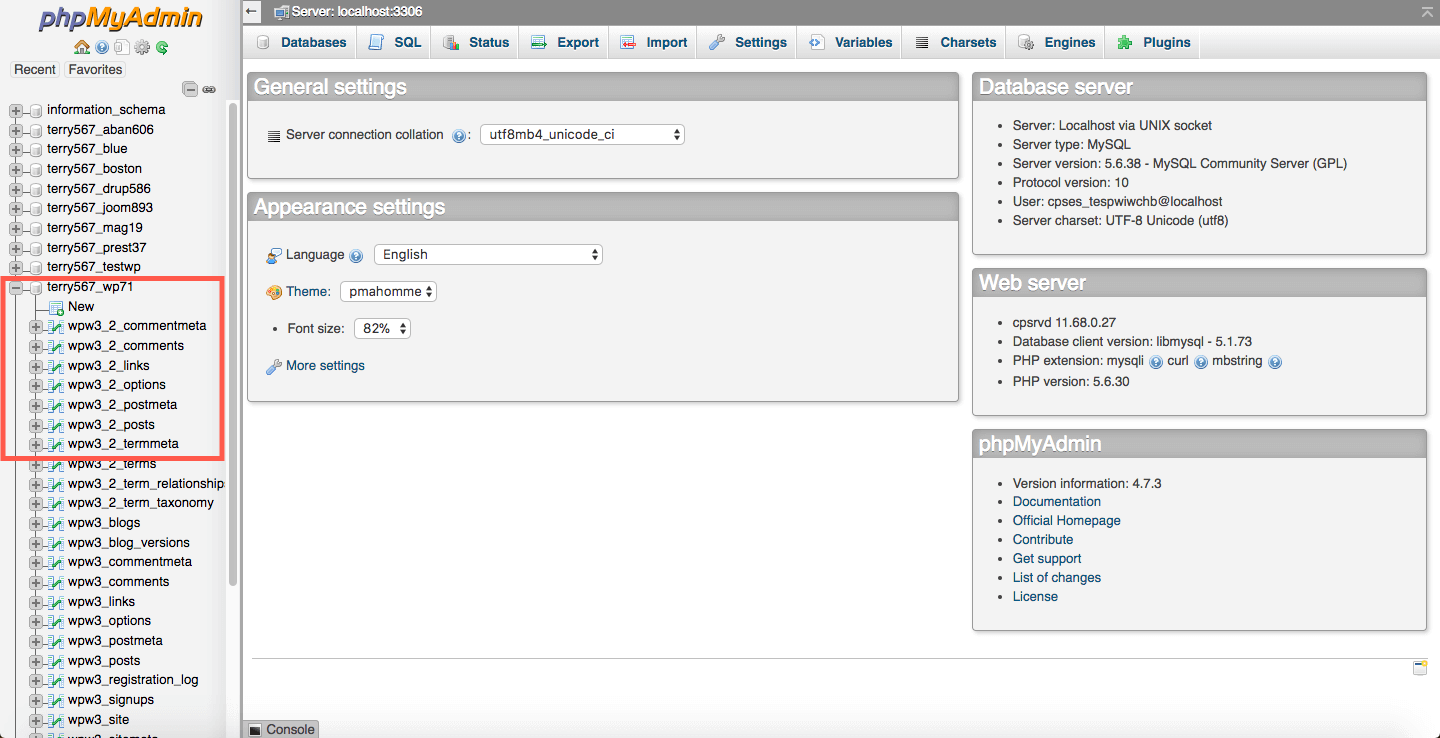 phpMyAdmin
Recent Favorites
information_schema
terry567_aban606
terry567_blue
terry567_boston
terry567_drup586
terry567_joom893
terry567_mag19
terry567_prest37
terry567_testwp
terry567_wp71
New
wpw3_2_commentmeta
wpw3_2_comments
wpw3_2_links
wpw3_2_options
wpw3_2_postmeta
wpw3_2_posts
wpw3_2_termmeta
wpw3_2_terms
wpw3_2_term_relationships
wpw3_2_term_taxonomy
wpw3_blogs
wpw3_blog_versions
wpw3_commentmeta
wpw3_comments
wpw3_links
wpw3_options
wpw3_postmeta
wpw3_posts
wpw3_registration_log
wpw3_signups
wpw3_site
wpw3_sitemeta
Server: localhost:3306
Databases SQL Status Export Import Settings Variables Charsets Engines Plugins
General settings
Server connection collation : utf8mb4_unicode_ci
Appearance settings
Language English
Theme: pmahomme
• Font size: 82%
More settings
Database server
• Server: Localhost via UNIX socket
• Server type: MySQL
• Server version: 5.6.38 - MySQL Community Server (GPL)
• Protocol version: 10
• User: cpses_tespwiwchb@localhost
• Server charset: UTF-8 Unicode (utf8)
Web server
• cpsrvd 11.68.0.27
• Database client version: libmysql - 5.1.73
• PHP extension: mysqli curl mbstring
• PHP version: 5.6.30
phpMyAdmin
• Version information: 4.7.3
• Documentation
• Official Homepage
• Contribute
• Get support
• List of changes
• License
Console